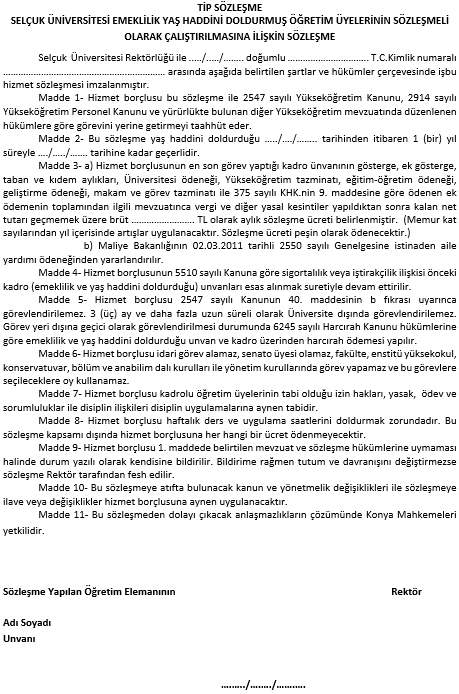 TİP SÖZLEŞME
SELÇUK ÜNİVERSİTESİ EMEKLİLİK YAŞ HADDİNİ DOLDURMUŞ ÖĞRETİM ÜYELERİNİN SÖZLEŞMELİ
OLARAK ÇALIŞTIRILMASINA İLİŞKİN SÖZLEŞME
Selçuk Üniversitesi Rektörlüğü ile ...../...../........ doğumlu ................................ T.C.Kimlik numaralı
................................................................ arasında aşağıda belirtilen şartlar ve hükümler çerçevesinde işbu
hizmet sözleşmesi imzalanmıştır.
Madde 1- Hizmet borçlusu bu sözleşme ile 2547 sayılı Yükseköğretim Kanunu, 2914 sayılı
Yükseköğretim Personel Kanunu ve yürürlükte bulunan diğer Yükseköğretim mevzuatında düzenlenen
hükümlere göre görevini yerine getirmeyi taahhüt eder.
Madde 2- Bu sözleşme yaş haddini doldurduğu ...../..../........ tarihinden itibaren 1 (bir) yıl
süreyle ..../...../....... tarihine kadar geçerlidir.
Madde 3- a) Hizmet borçlusunun en son görev yaptığı kadro ünvanının gösterge, ek gösterge,
taban ve kıdem aylıkları, Üniversitesi ödeneği, Yükseköğretim tazminatı, eğitim-öğretim ödeneği,
geliştirme ödeneği, makam ve görev tazminatı ile 375 sayılı KHK.nin 9. maddesine göre ödenen ek
ödemenin toplamından ilgili mevzuatınca vergi ve diğer yasal kesintiler yapıldıktan sonra kalan net
tutarı geçmemek üzere brüt ......................... TL olarak aylık sözleşme ücreti belirlenmiştir. (Memur kat
sayılarından yıl içerisinde artışlar uygulanacaktır. Sözleşme ücreti peşin olarak ödenecektir.)
b) Maliye Bakanlığının 02.03.2011 tarihli 2550 sayılı Genelgesine istinaden aile
yardımı ödeneğinden yararlandırılır.
Madde 4- Hizmet borçlusunun 5510 sayılı Kanuna göre sigortalılık veya iştirakçilik ilişkisi önceki
kadro (emeklilik ve yaş haddini doldurduğu) unvanları esas alınmak suretiyle devam ettirilir.
Madde 5- Hizmet borçlusu 2547 sayılı Kanunun 40. maddesinin b fıkrası uyarınca
görevlendirilemez. 3 (üç) ay ve daha fazla uzun süreli olarak Üniversite dışında görevlendirilemez.
Görev yeri dışına geçici olarak görevlendirilmesi durumunda 6245 sayılı Harcırah Kanunu hükümlerine
göre emeklilik ve yaş haddini doldurduğu unvan ve kadro üzerinden harcırah ödemesi yapılır.
Madde 6- Hizmet borçlusu idari görev alamaz, senato üyesi olamaz, fakülte, enstitü yüksekokul,
konservatuvar, bölüm ve anabilim dalı kurulları ile yönetim kurullarında görev yapamaz ve bu görevlere
seçileceklere oy kullanamaz.
Madde 7- Hizmet borçlusu kadrolu öğretim üyelerinin tabi olduğu izin hakları, yasak, ödev ve
sorumluluklar ile disiplin ilişkileri disiplin uygulamalarına aynen tabidir.
Madde 8- Hizmet borçlusu haftalık ders ve uygulama saatlerini doldurmak zorundadır. Bu
sözleşme kapsamı dışında hizmet borçlusuna her hangi bir ücret ödenmeyecektir.
Madde 9- Hizmet borçlusu 1. maddede belirtilen mevzuat ve sözleşme hükümlerine uymaması
halinde durum yazılı olarak kendisine bildirilir. Bildirime rağmen tutum ve davranışını değiştirmezse
sözleşme Rektör tarafından fesh edilir.
Madde 10- Bu sözleşmeye atıfta bulunacak kanun ve yönetmelik değişiklikleri ile sözleşmeye
ilave veya değişiklikler hizmet borçlusuna aynen uygulanacaktır.
Madde 11- Bu sözleşmeden dolayı çıkacak anlaşmazlıkların çözümünde Konya Mahkemeleri
yetkilidir.
Sözleşme Yapılan Öğretim Elemanının Rektör
Adı Soyadı
Unvanı
........./......../...........